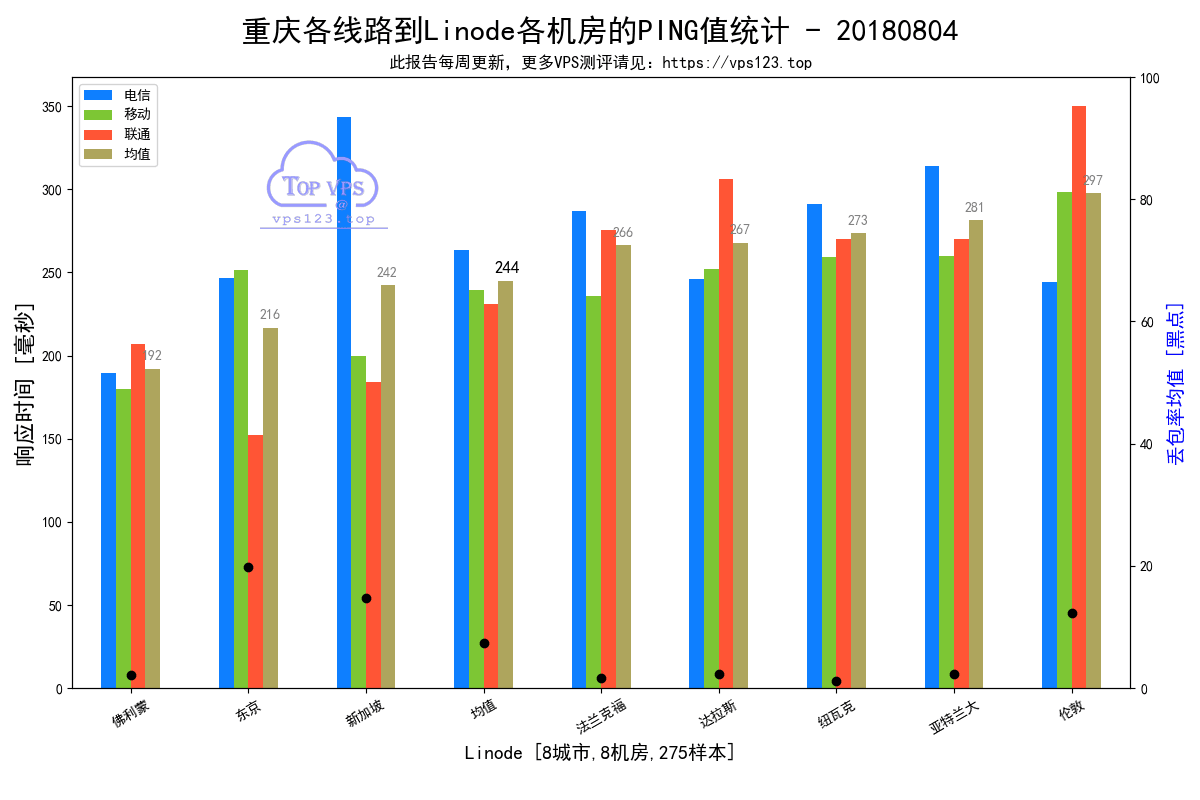 重庆各线路到Linode各机房的PING值统计 - 20180804
此报告每周更新，更多VPS测评请见：https://vps123.top
电信
移动
联通
均值
TOP VPS
@
vps123.top
响应时间 [毫秒]
350
300
250
200
150
100
50
0
192
216
242
244
266
267
273
281
297
100
80
60
40
20
0
丢包率均值 [黑点]
佛利蒙
东京
新加坡
均值
法兰克福
达拉斯
纽瓦克
亚特兰大
伦敦
Linode [8城市,8机房,275样本]